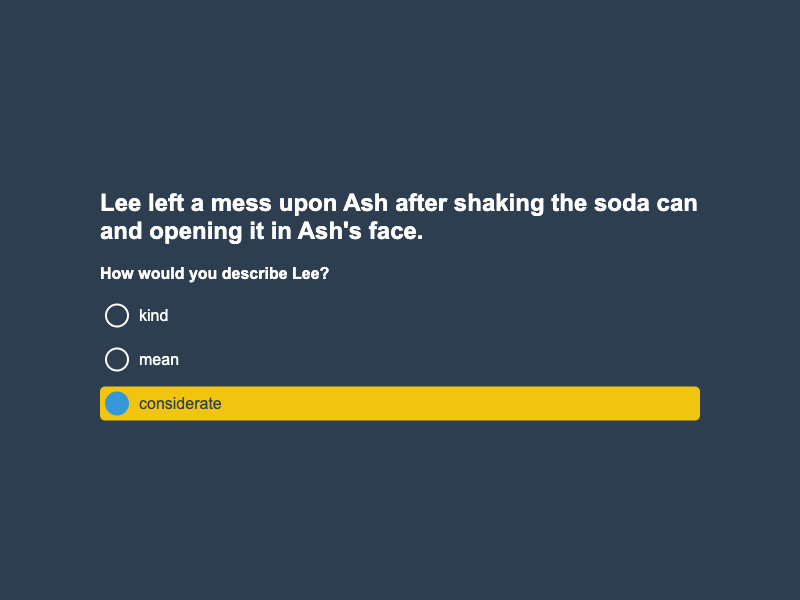 Lee left a mess upon Ash after shaking the soda can
and opening it in Ash's face.
How would you describe Lee?
kind
mean
considerate